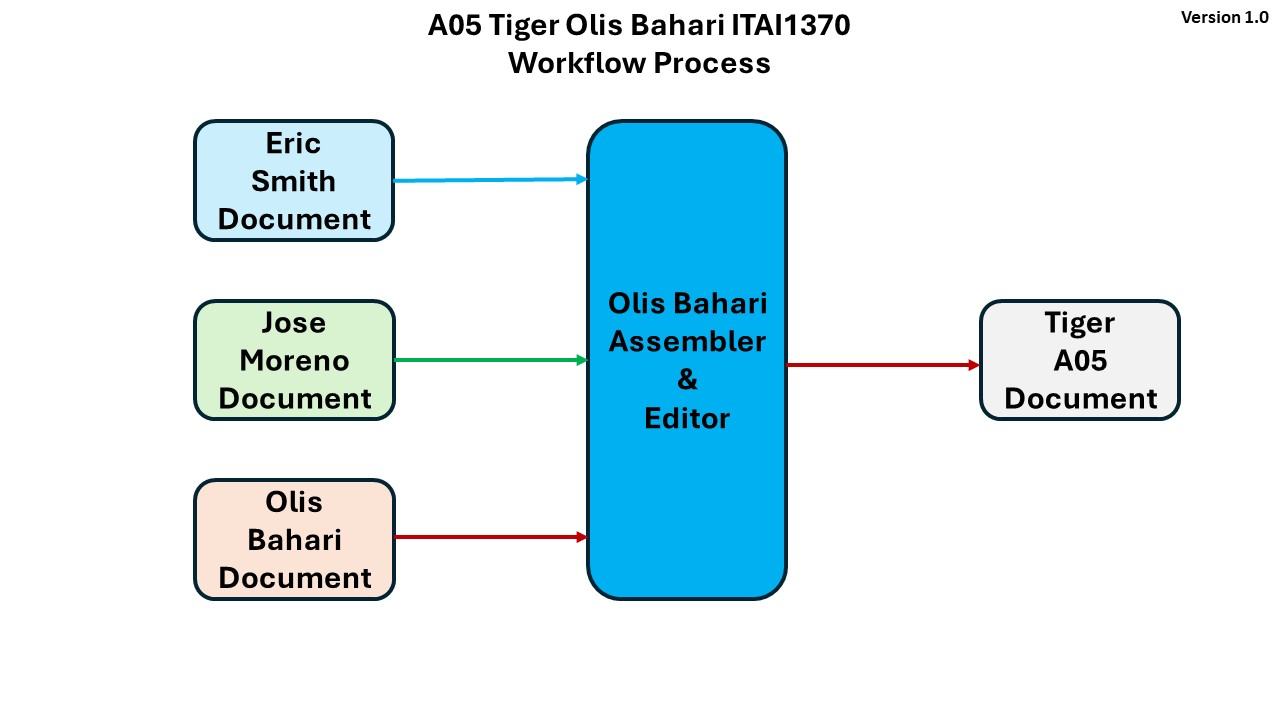 A05 Tiger Olis Bahari ITAI1370
Workflow Process
Version 1.0
Eric
Smith
Document
Jose
Moreno
Document
Olis
Bahari
Document
Olis Bahari
Assembler
&
Editor
Tiger
A05
Document